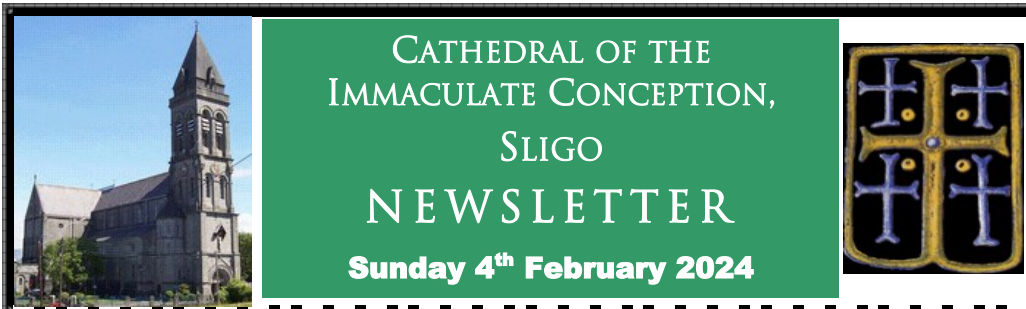 CATHEDRAL OF THE
IMMACULATE CONCEPTION,
SLIGO
NEWSLETTER
Sunday 4th February 2024